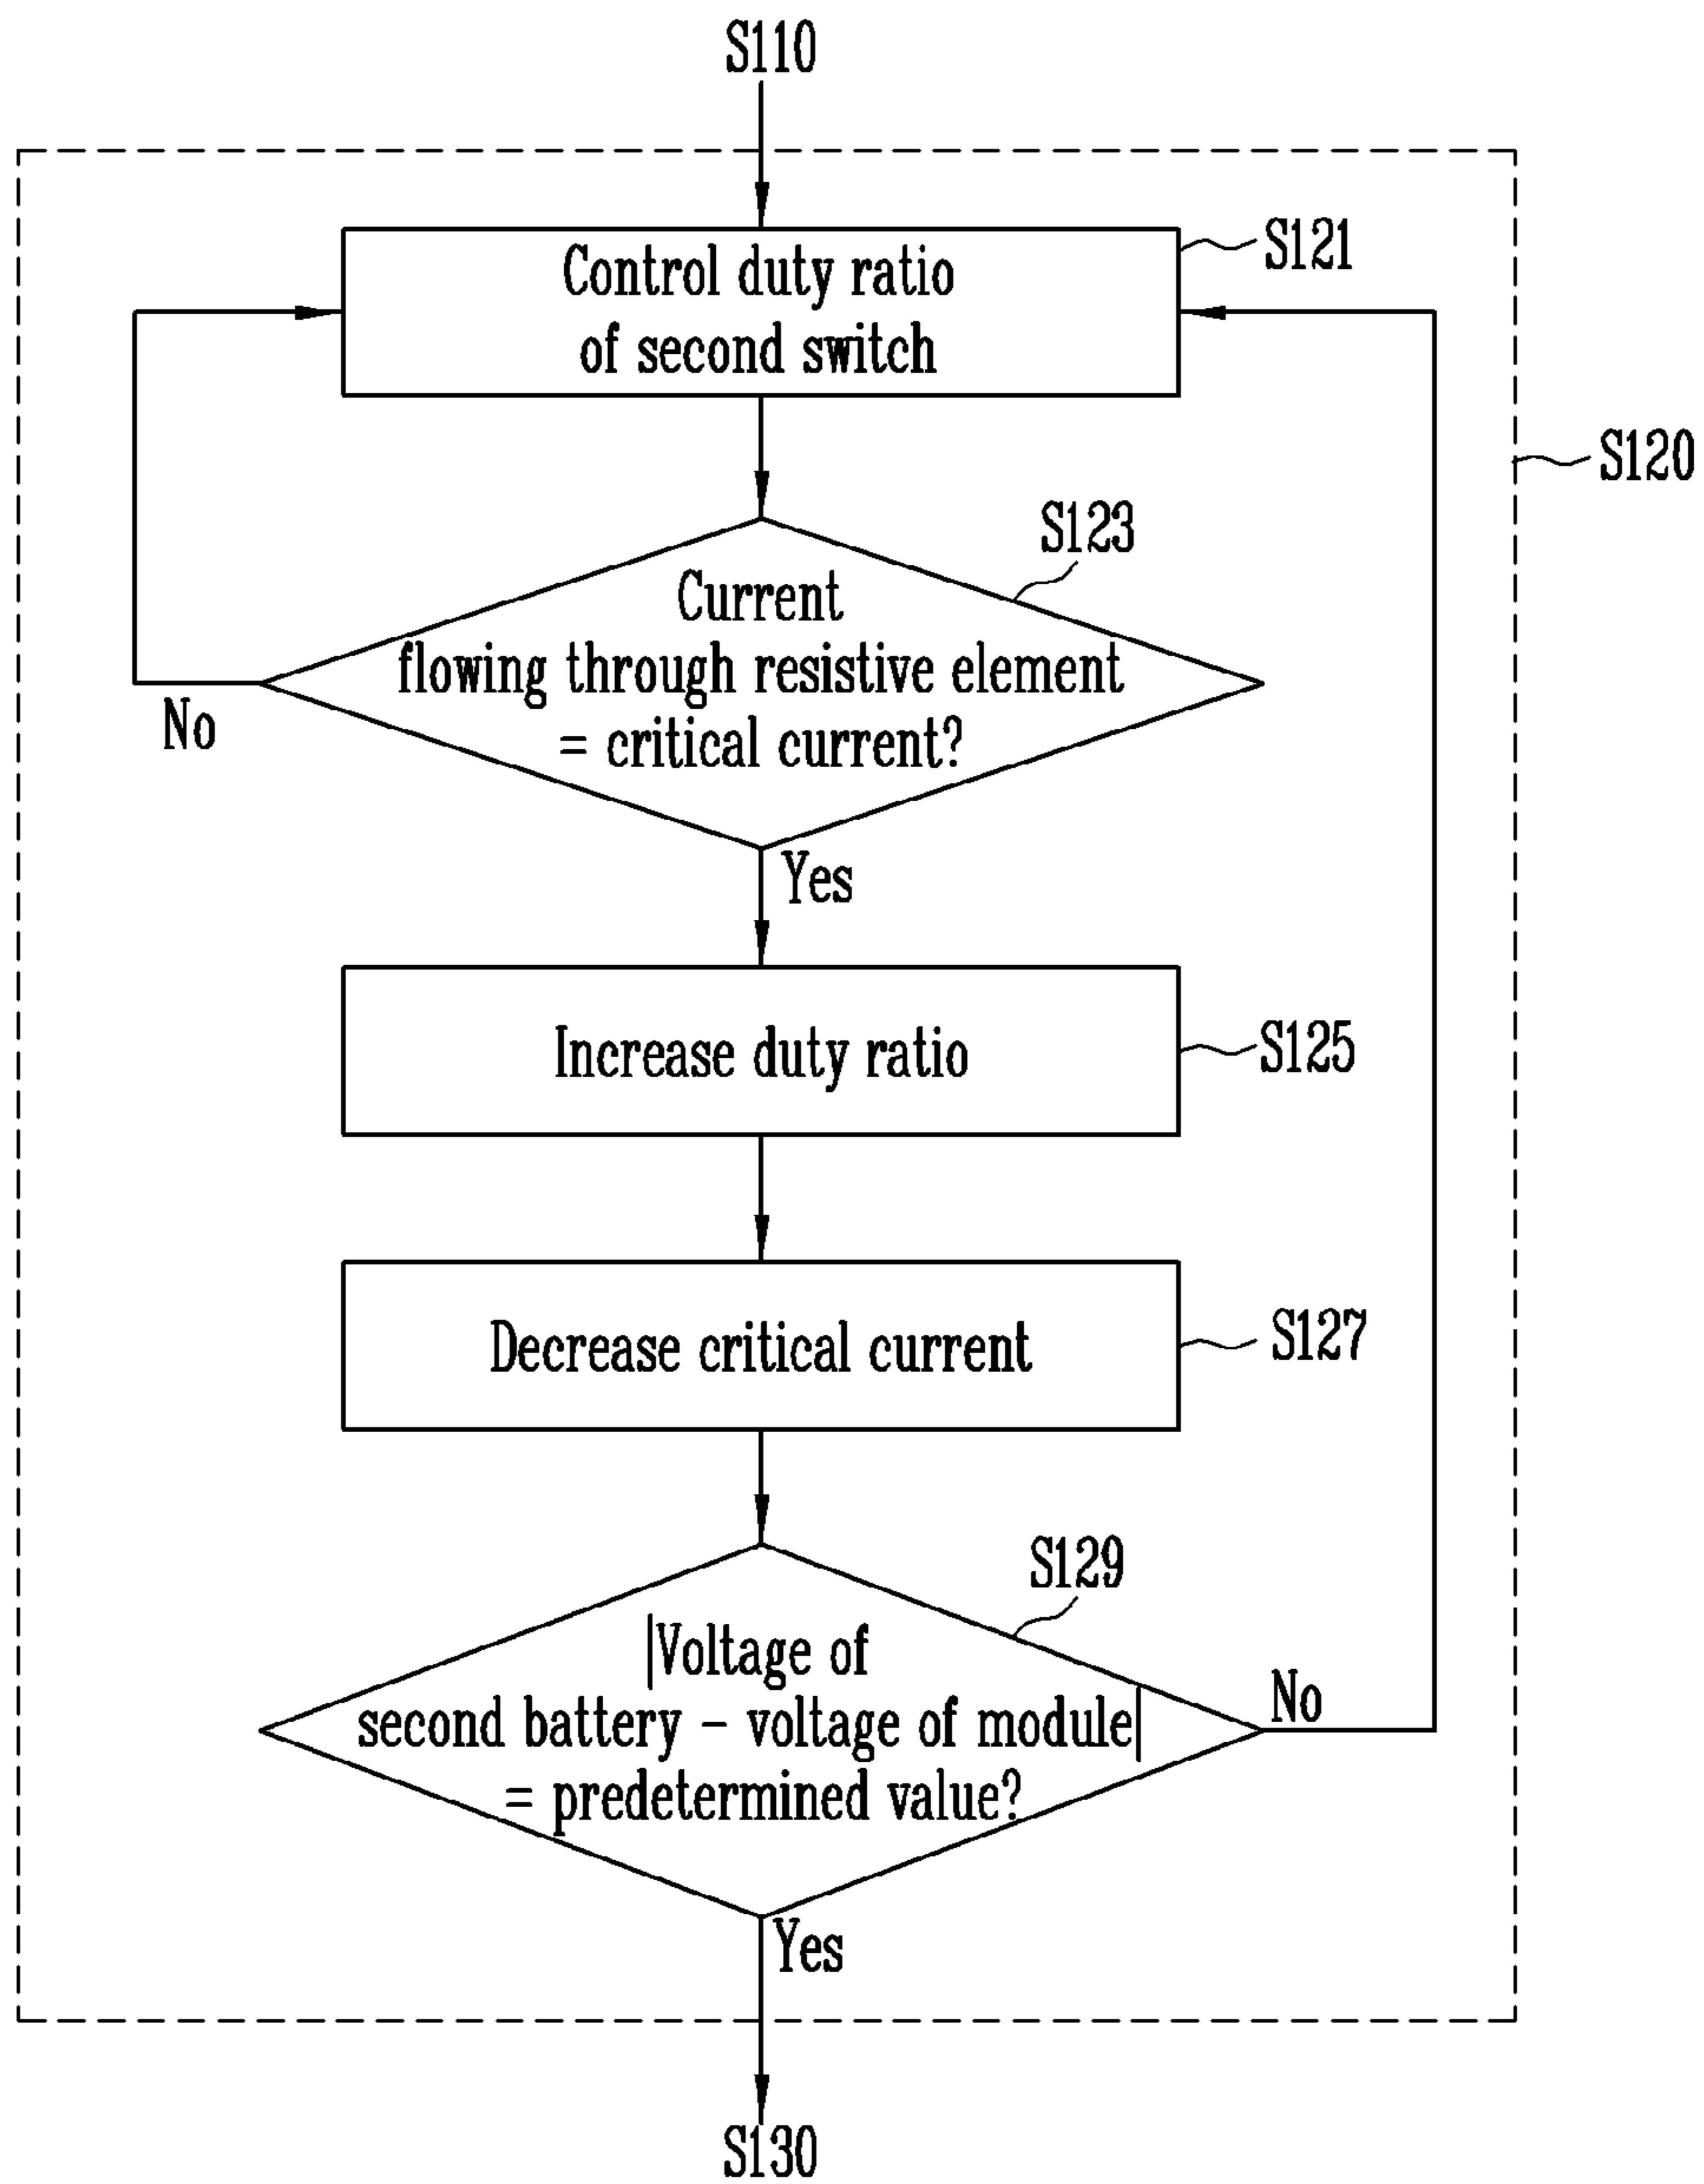 S110
Control duty ratio
of second switch
S121
S120
S123
Current
flowing through resistive element
= critical current?
No
Yes
Increase duty ratio
S125
Decrease critical current
S127
S129
|Voltage of
second battery – voltage of module|
= predetermined value?
No
Yes
S130